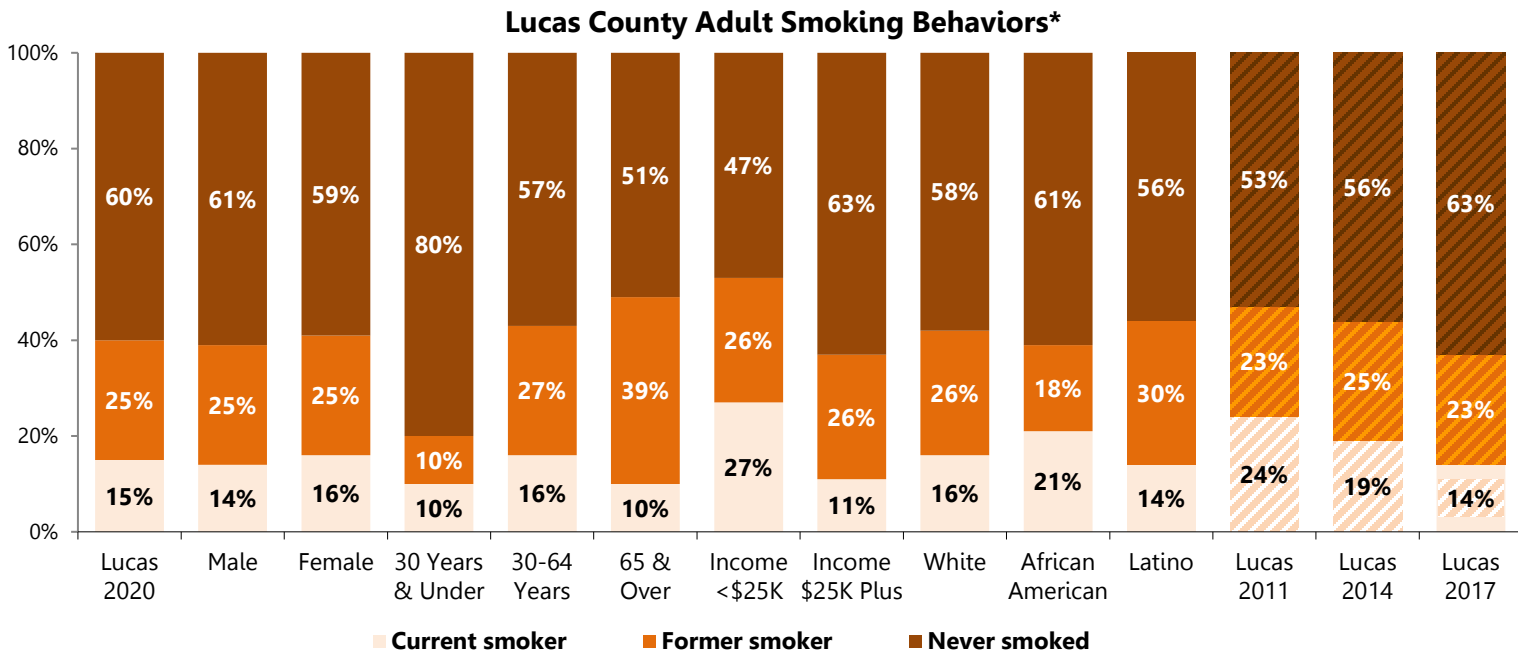 Lucas County Adult Smoking Behaviors*
100%
80%
60%
40%
20%
0%
60% 61% 59% 80% 57% 51% 47% 63% 58% 61% 56% 53% 56% 63%
25% 25% 25% 10% 27% 39% 26% 26% 26% 18% 30% 23% 25% 23%
15% 14% 16% 10% 16% 10% 27% 11% 16% 21% 14% 24% 19% 14%
Lucas Male Female 30 Years 30-64 65 & Income Income White African Latino Lucas Lucas Lucas
2020 & Under Years Over <$25K $25K Plus American 2011 2014 2017
Current smoker Former smoker Never smoked